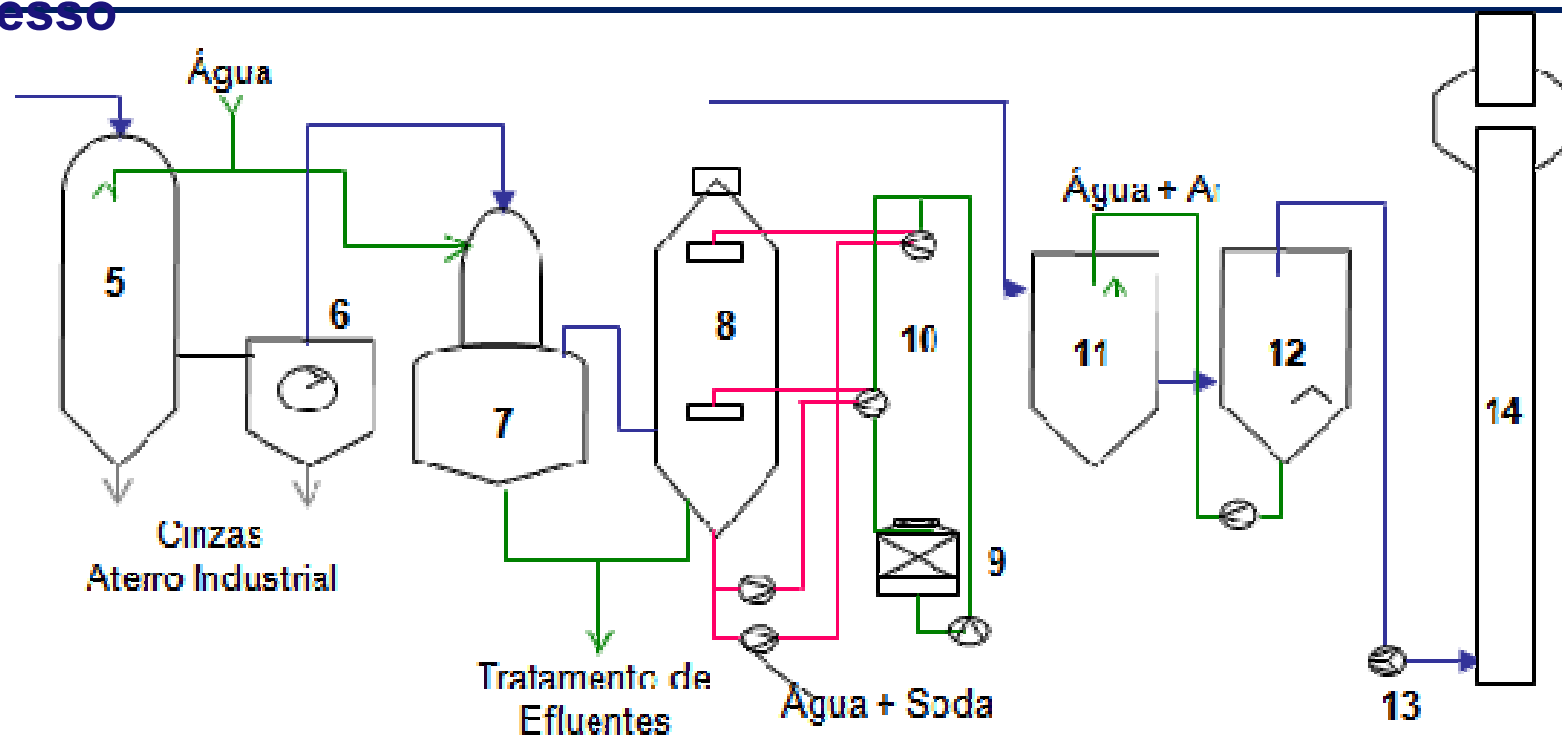 esso
Água
Água + Ar
5
6
7
8
10
9
11
12
14
13
Cinzas
Aterro Industrial
Tratamento de
Efluentes
Água + Soda